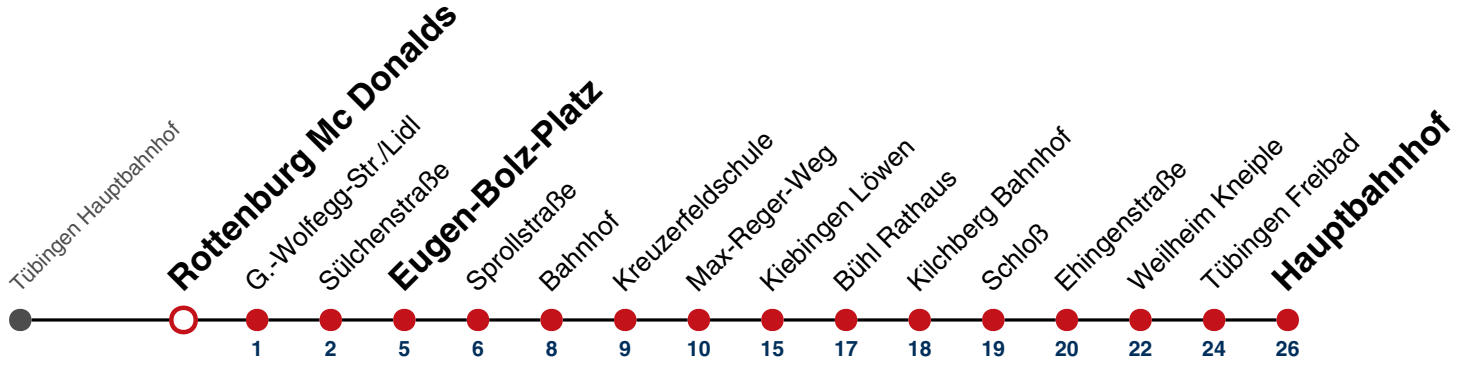 Tübingen Hauptbahnhof
Rottenburg Mc Donalds
G.-Wolfegg-Str./Lidl
Sülchenstraße
Eugen-Bolz-Platz
Sprollstraße
Bahnhof
Kreuzerfeldschule
Max-Reger-Weg
Kiebingen Löwen
Bühl Rathaus
Kilchberg Bahnhof
Schloß
Ehingenstraße
Weilheim Kneiple
Tübingen Freibad
Hauptbahnhof
1 2 5 6 8 9 10 15 17 18 19 20 22 24 26